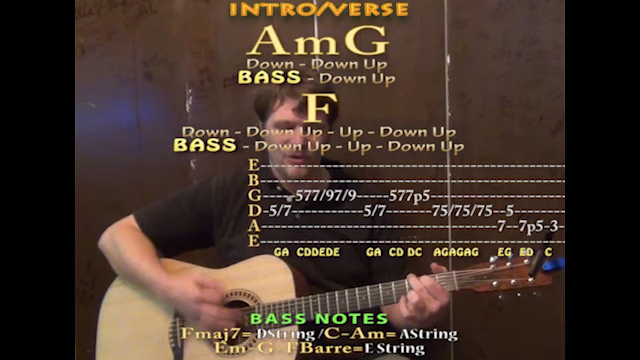 INTRO/VERSE
AmG
Down - Down Up
BASS - Down Up
F
Down - Down Up - Up - Down Up
BASS - Down Up - Up - Down Up
E-----------------------------------------
B-----------------------------------------
G-----577/97/9------577p5-----------------
D-5/7-----------5/7-------75/75/75--5-----
A-----------------------------------7--7p5-3-
E-----------------------------------------
GA CDDEDE GA CD DC AGAGAG EG ED C
BASS NOTES
Fmaj7= DString /C-Am= AString
Em-G FBarre=E String